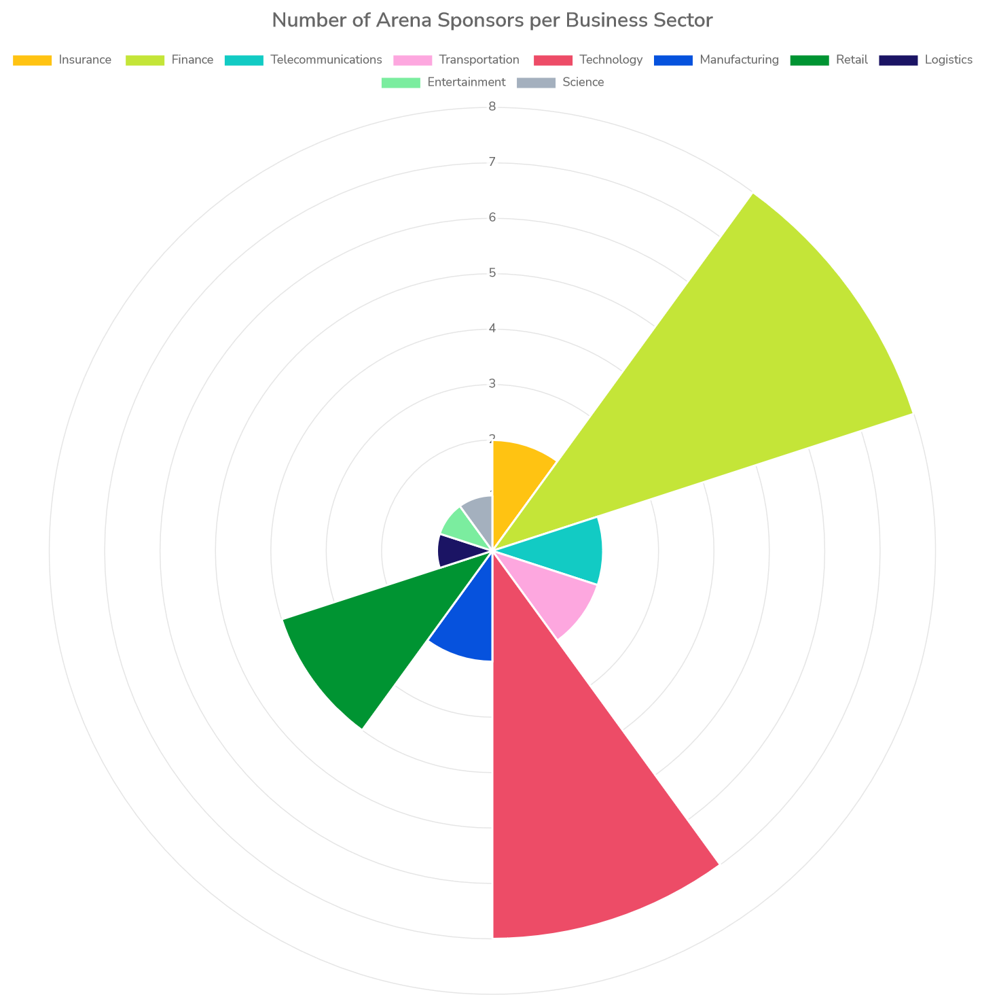 Number of Arena Sponsors per Business Sector
Insurance Finance Telecommunications Transportation Technology Manufacturing Retail Logistics
Entertainment Science
8
7
6
5
4
3
2